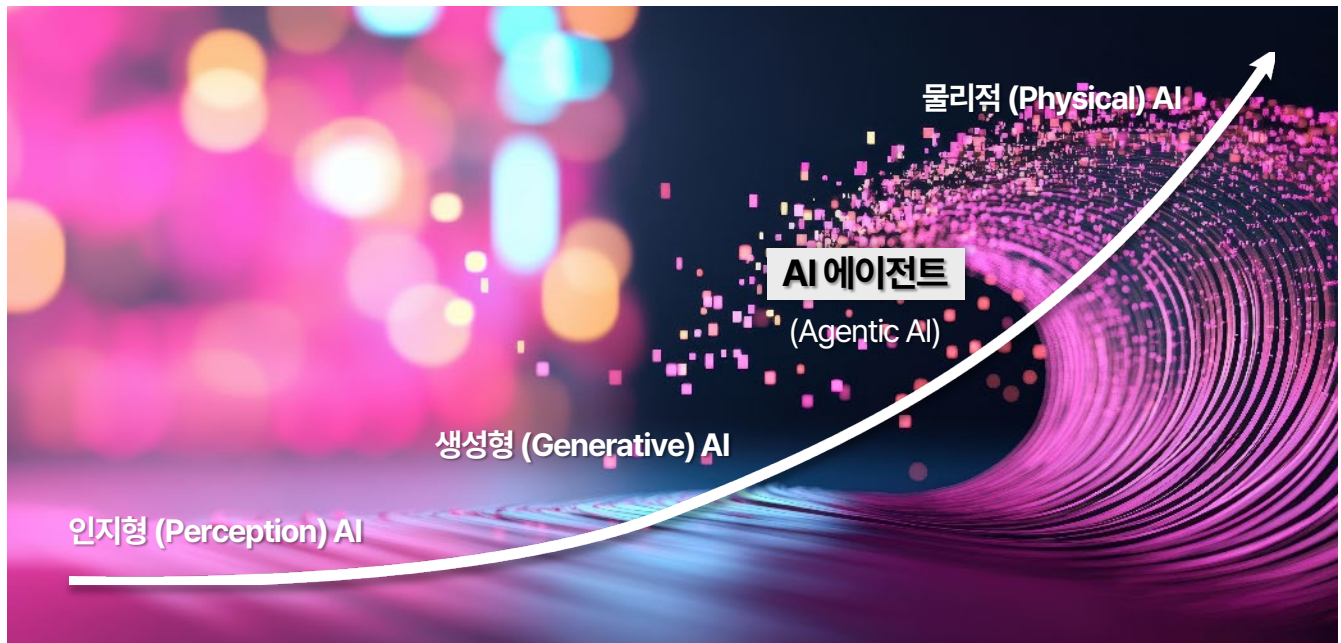 물리적 (Physical) AI
AI 에이전트
(Agentic AI)
생성형 (Generative) AI
인지형 (Perception) AI